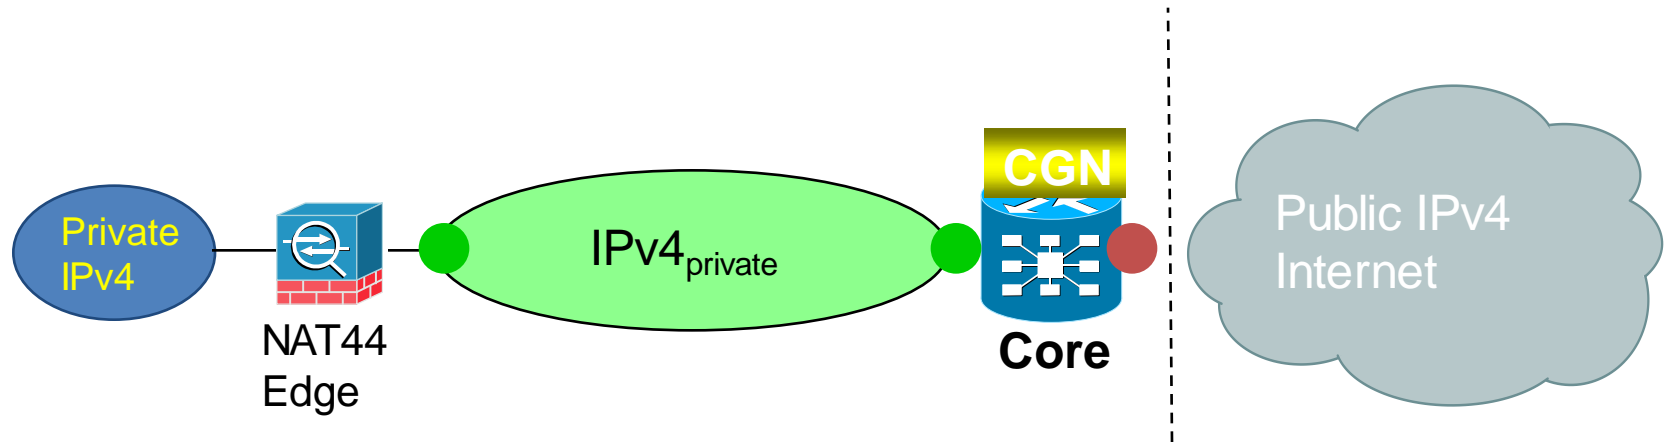 Private
IPv4
NAT44
Edge
IPv4private
CGN
Core
Public IPv4
Internet